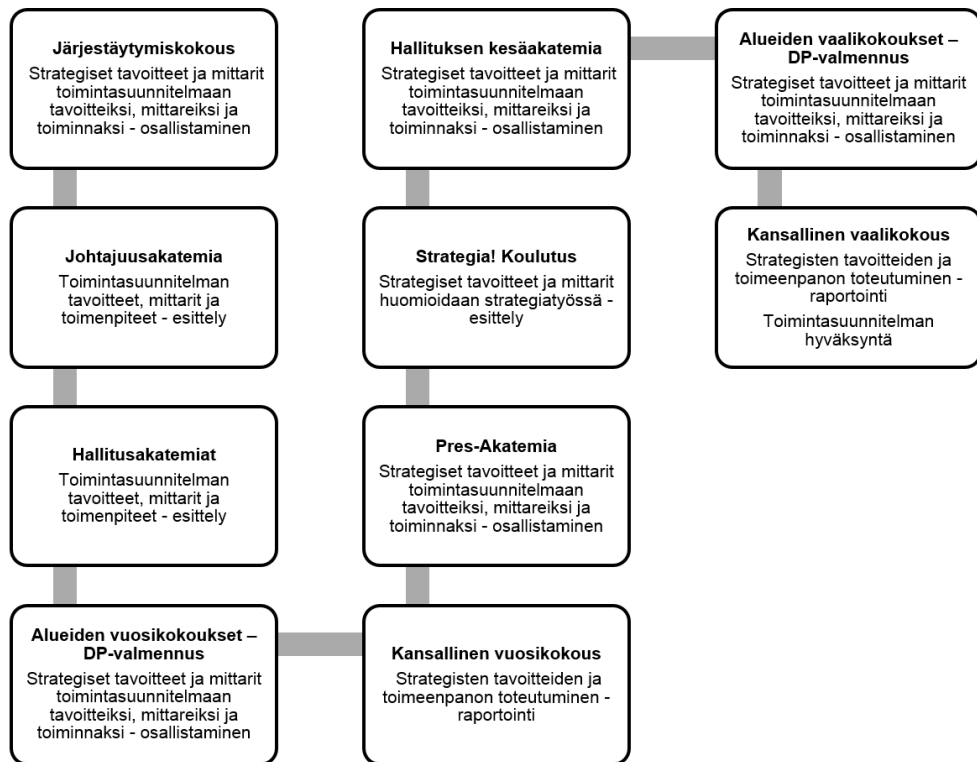 Järjestäytymiskokous
Strategiset tavoitteet ja mittarit
toimintasuunnitelmaan
tavoitteiksi, mittareiksi ja
toiminnaksi - osallistaminen
Johtajuusakatemia
Toimintasuunnitelman
tavoitteet, mittarit ja
toimenpiteet - esittely
Hallitusakatemiat
Toimintasuunnitelman
tavoitteet, mittarit ja
toimenpiteet - esittely
Alueiden vuosikokoukset –
DP-valmennus
Strategiset tavoitteet ja mittarit
toimintasuunnitelmaan
tavoitteiksi, mittareiksi ja
toiminnaksi - osallistaminen
Kansallinen vuosikokous
Strategisten tavoitteiden ja
toimeenpanon toteutuminen -
raportointi
Pres-Akatemia
Strategiset tavoitteet ja mittarit
toimintasuunnitelmaan
tavoitteiksi, mittareiksi ja
toiminnaksi - osallistaminen
Strategia! Koulutus
Strategiset tavoitteet ja mittarit
huomioidaan strategiatyössä -
esittely
Hallituksen kesäakatemia
Strategiset tavoitteet ja mittarit
toimintasuunnitelmaan
tavoitteiksi, mittareiksi ja
toiminnaksi - osallistaminen
Alueiden vaalikokoukset –
DP-valmennus
Strategiset tavoitteet ja mittarit
toimintasuunnitelmaan
tavoitteiksi, mittareiksi ja
toiminnaksi - osallistaminen
Kansallinen vaalikokous
Strategisten tavoitteiden ja
toimeenpanon toteutuminen -
raportointi
Toimintasuunnitelman
hyväksyntä